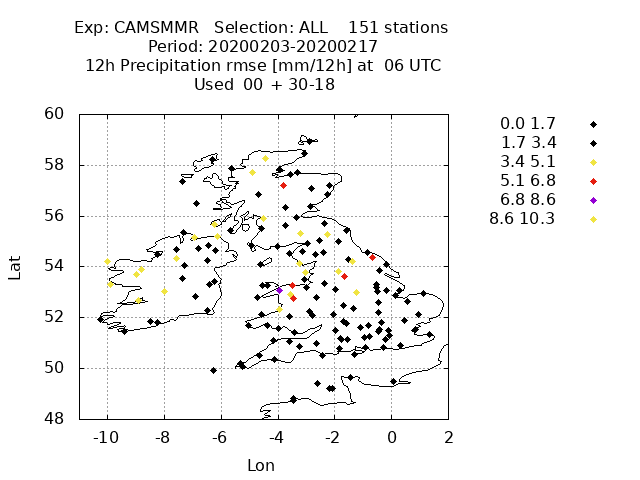 Exp: CAMSMMR Selection: ALL 151 stations
Period: 20200203-20200217
12h Precipitation rmse [mm/12h] at 06 UTC
Used 00 + 30-18
60
58
56
54
52
50
48
Lat
-10 -8 -6 -4 -2 0 2
Lon
0.0 1.7
1.7 3.4
3.4 5.1
5.1 6.8
6.8 8.6
8.6 10.3